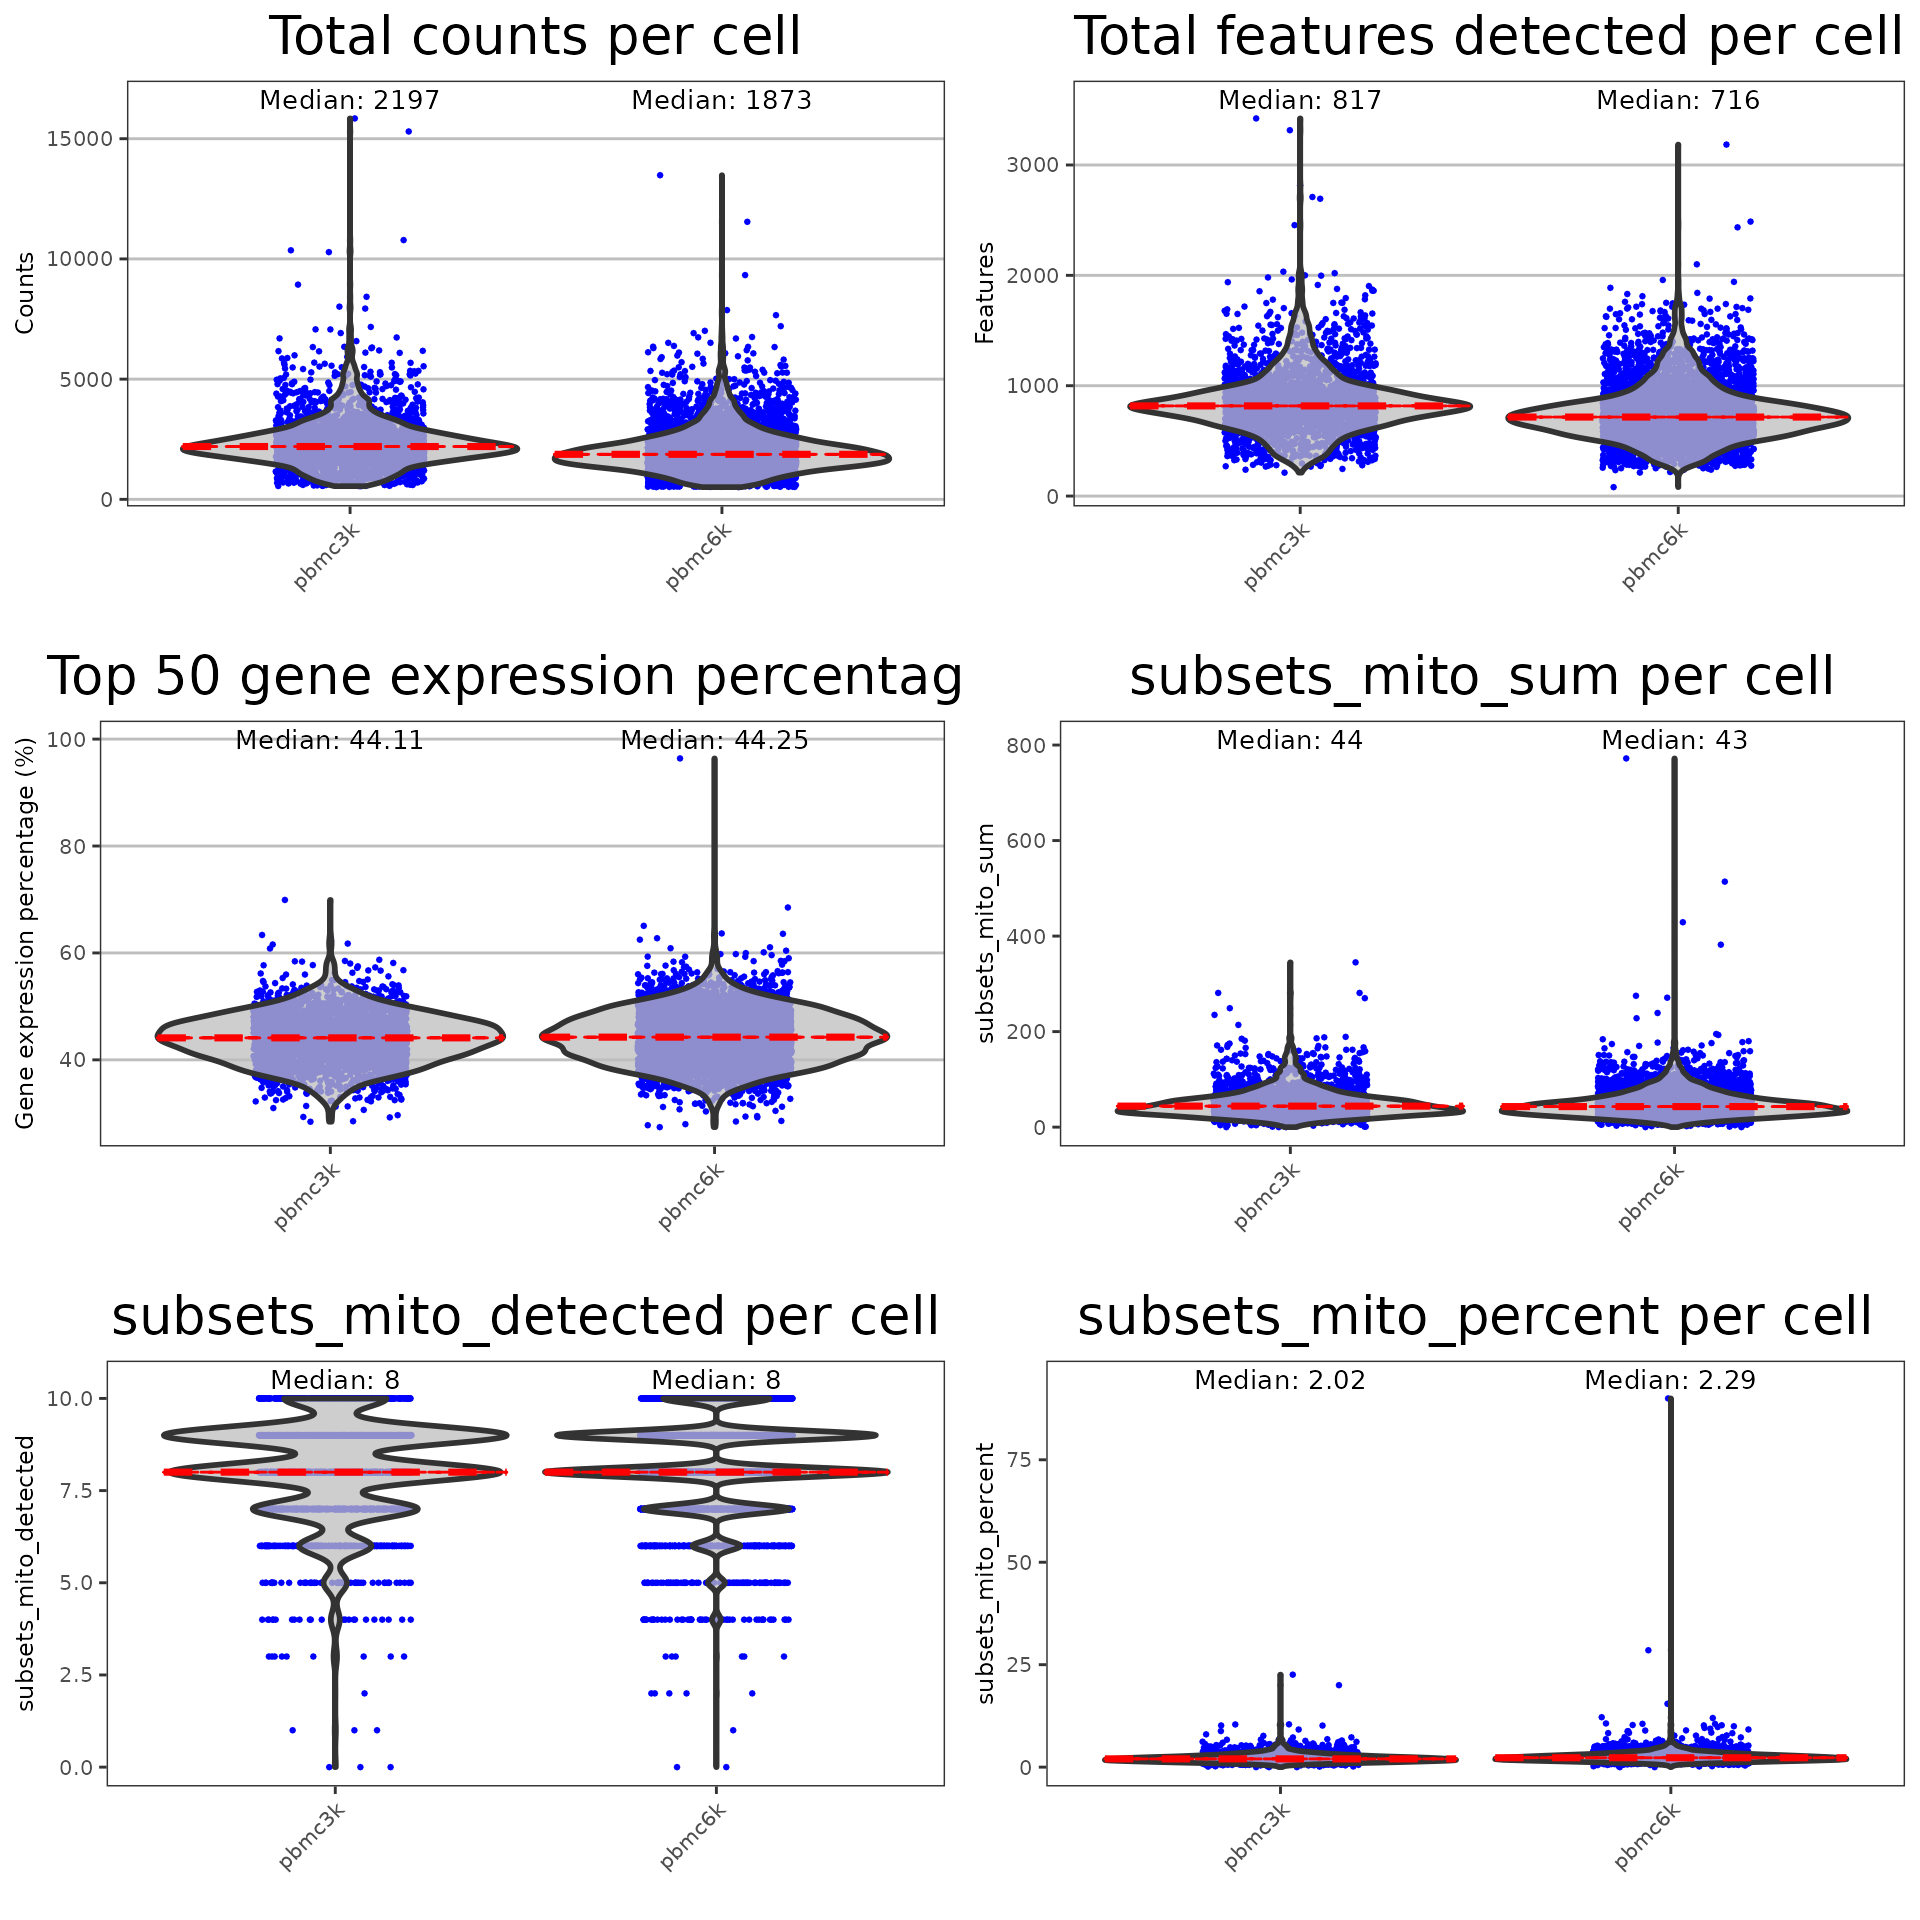 Total counts per cell
Median: 2197
Median: 1873
15000
10000
5000
0
Counts
pbmc3k
pbmc6k
Total features detected per cell
Median: 817
Median: 716
3000
2000
1000
0
Features
pbmc3k
pbmc6k
Top 50 gene expression percentag
Median: 44.11
Median: 44.25
100
80
60
40
Gene expression percentage (%)
pbmc3k
pbmc6k
subsets_mito_sum per cell
Median: 44
Median: 43
800
600
400
200
0
subsets_mito_sum
pbmc3k
pbmc6k
subsets_mito_detected per cell
Median: 8
Median: 8
10.0
7.5
5.0
2.5
0.0
subsets_mito_detected
pbmc3k
pbmc6k
subsets_mito_percent per cell
Median: 2.02
Median: 2.29
75
50
25
0
subsets_mito_percent
pbmc3k
pbmc6k